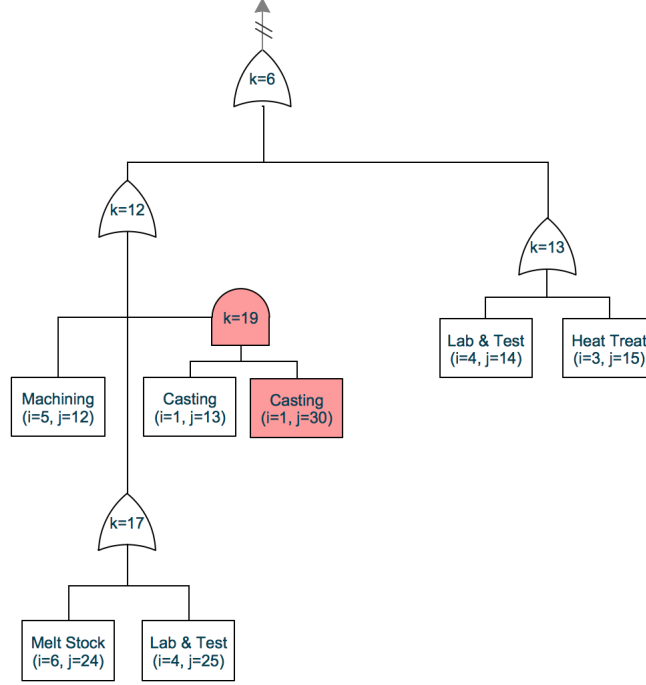 k=6
k=12
k=13
k=19
Lab & Test
(i=4, j=14)
Heat Treat
(i=3, j=15)
Machining
(i=5, j=12)
Casting
(i=1, j=13)
Casting
(i=1, j=30)
k=17
Melt Stock
(i=6, j=24)
Lab & Test
(i=4, j=25)